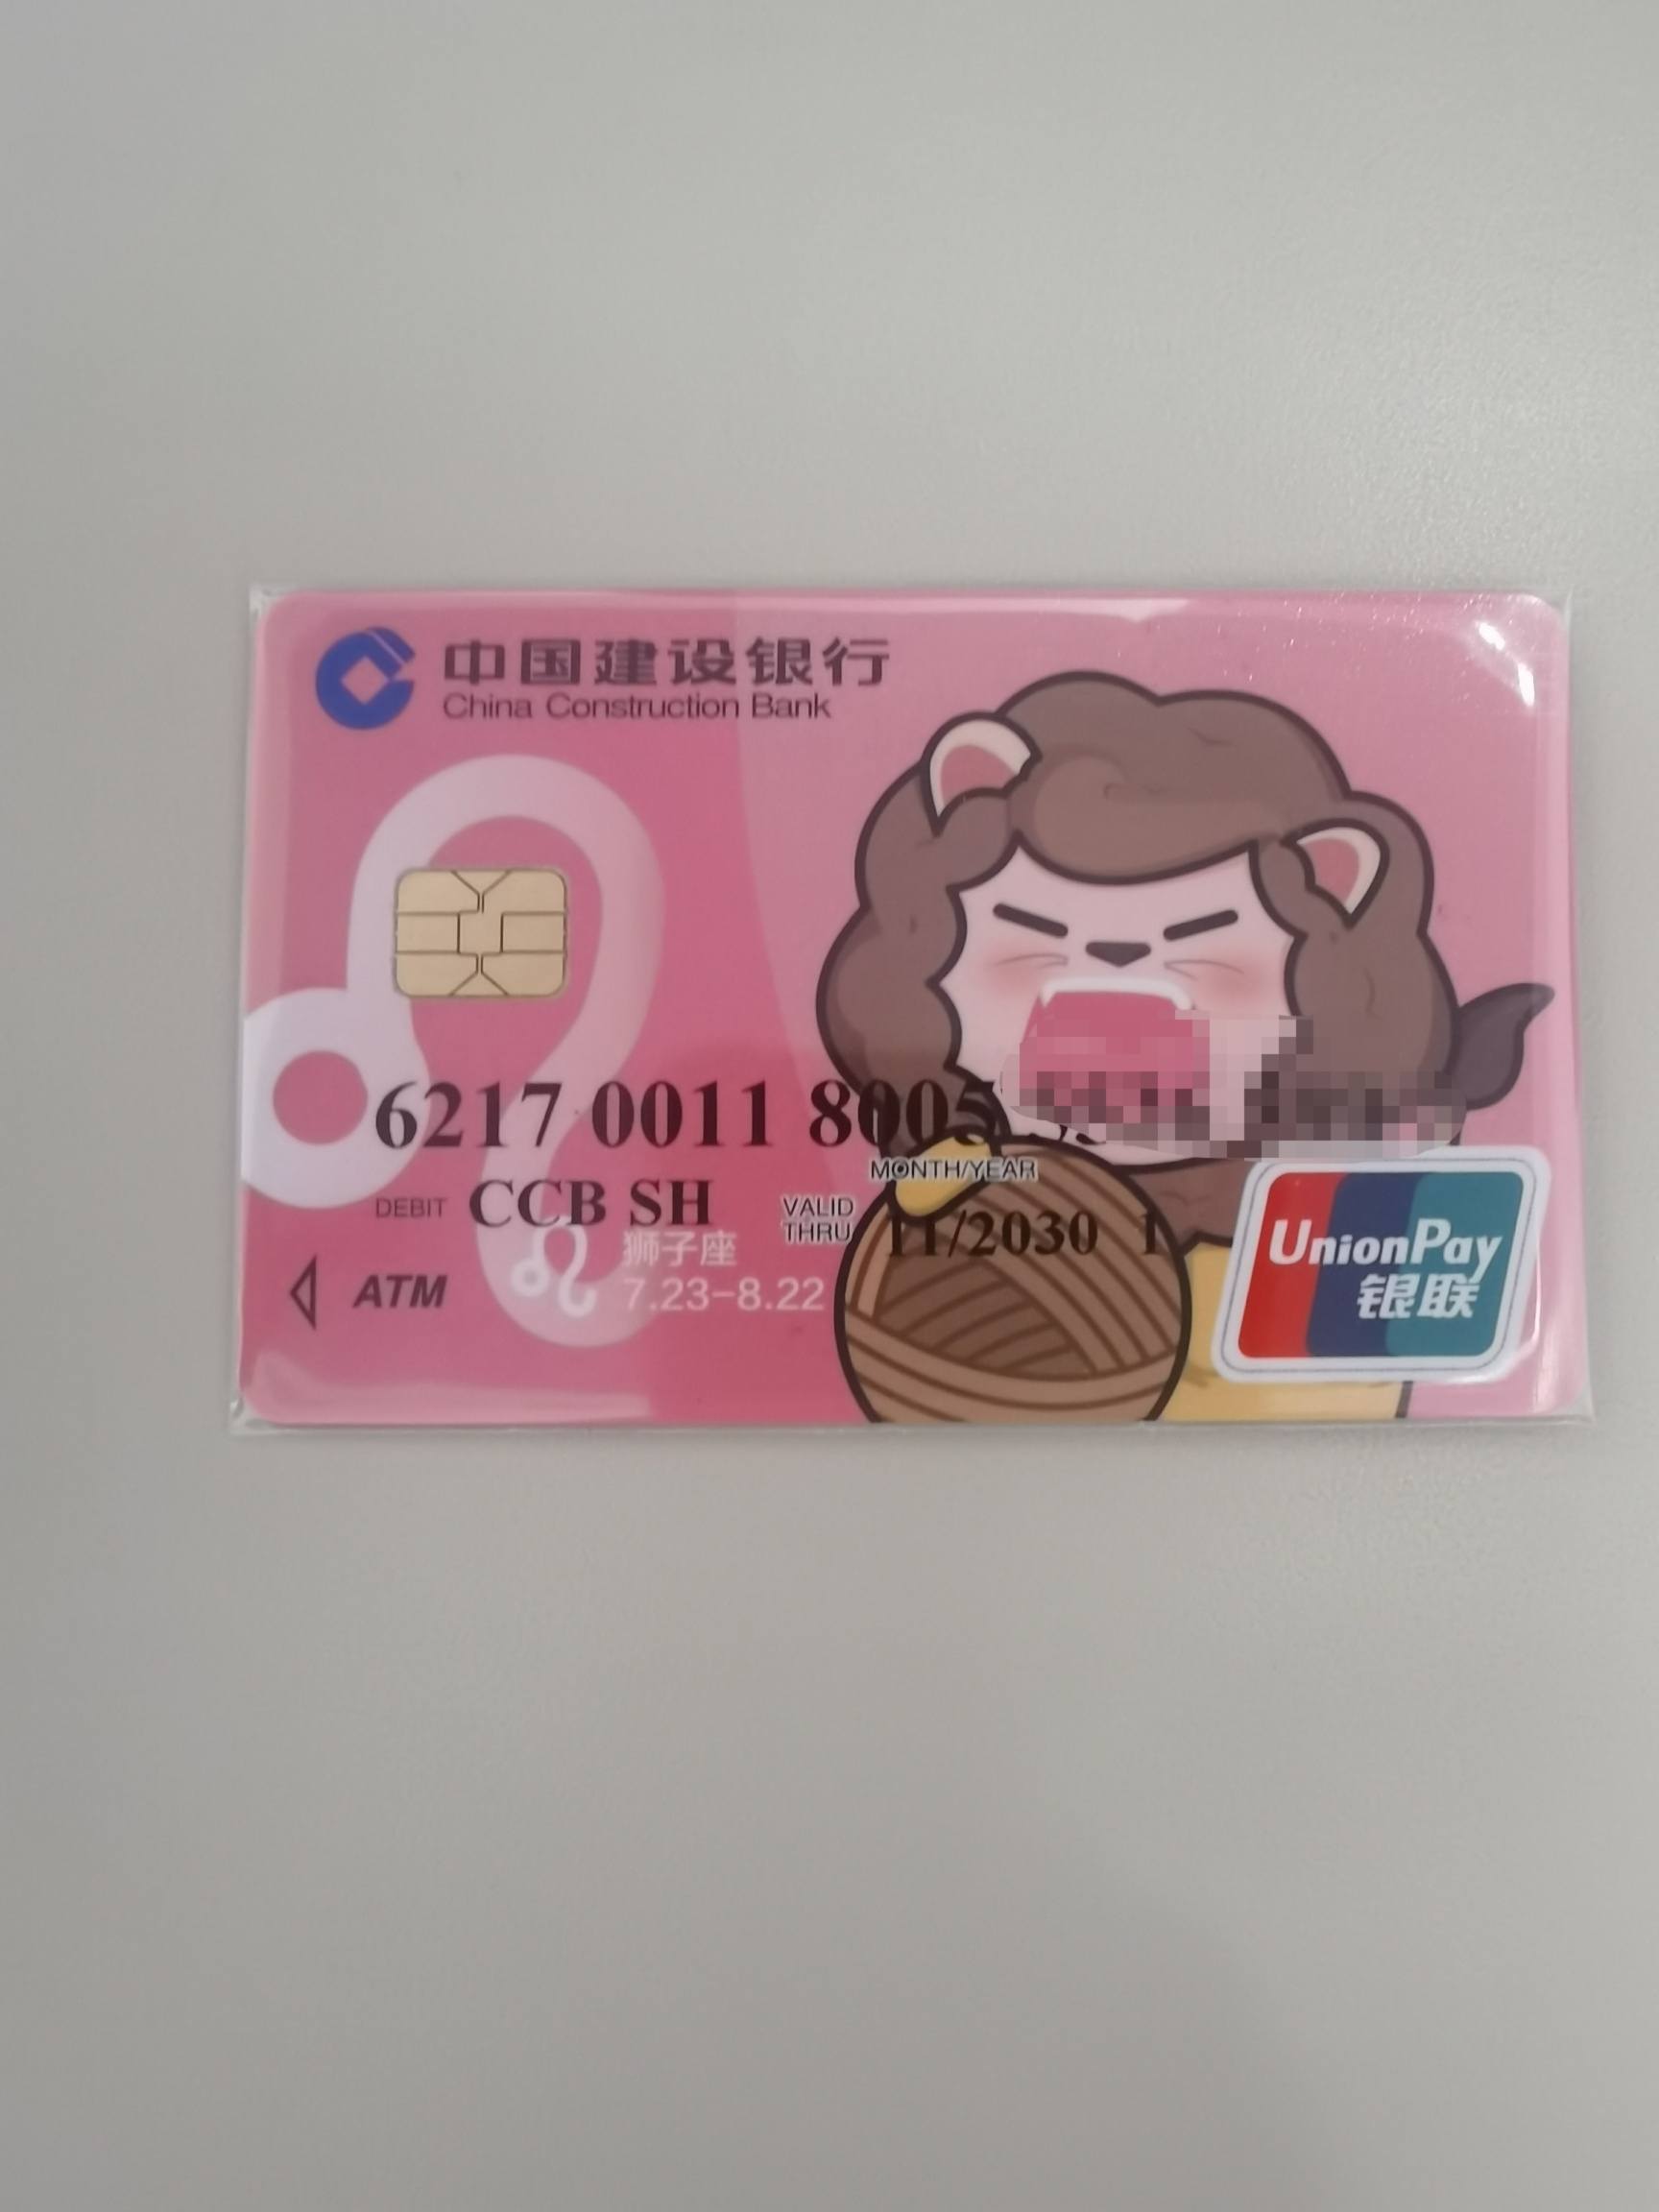 中国建设银行
China Construction Bank
6217 0011 8005
MONTH/YEAR
DEBIT CCB SH VALID THRU 11/2030 1
狮子座
7.23-8.22
ATM
UnionPay
银联